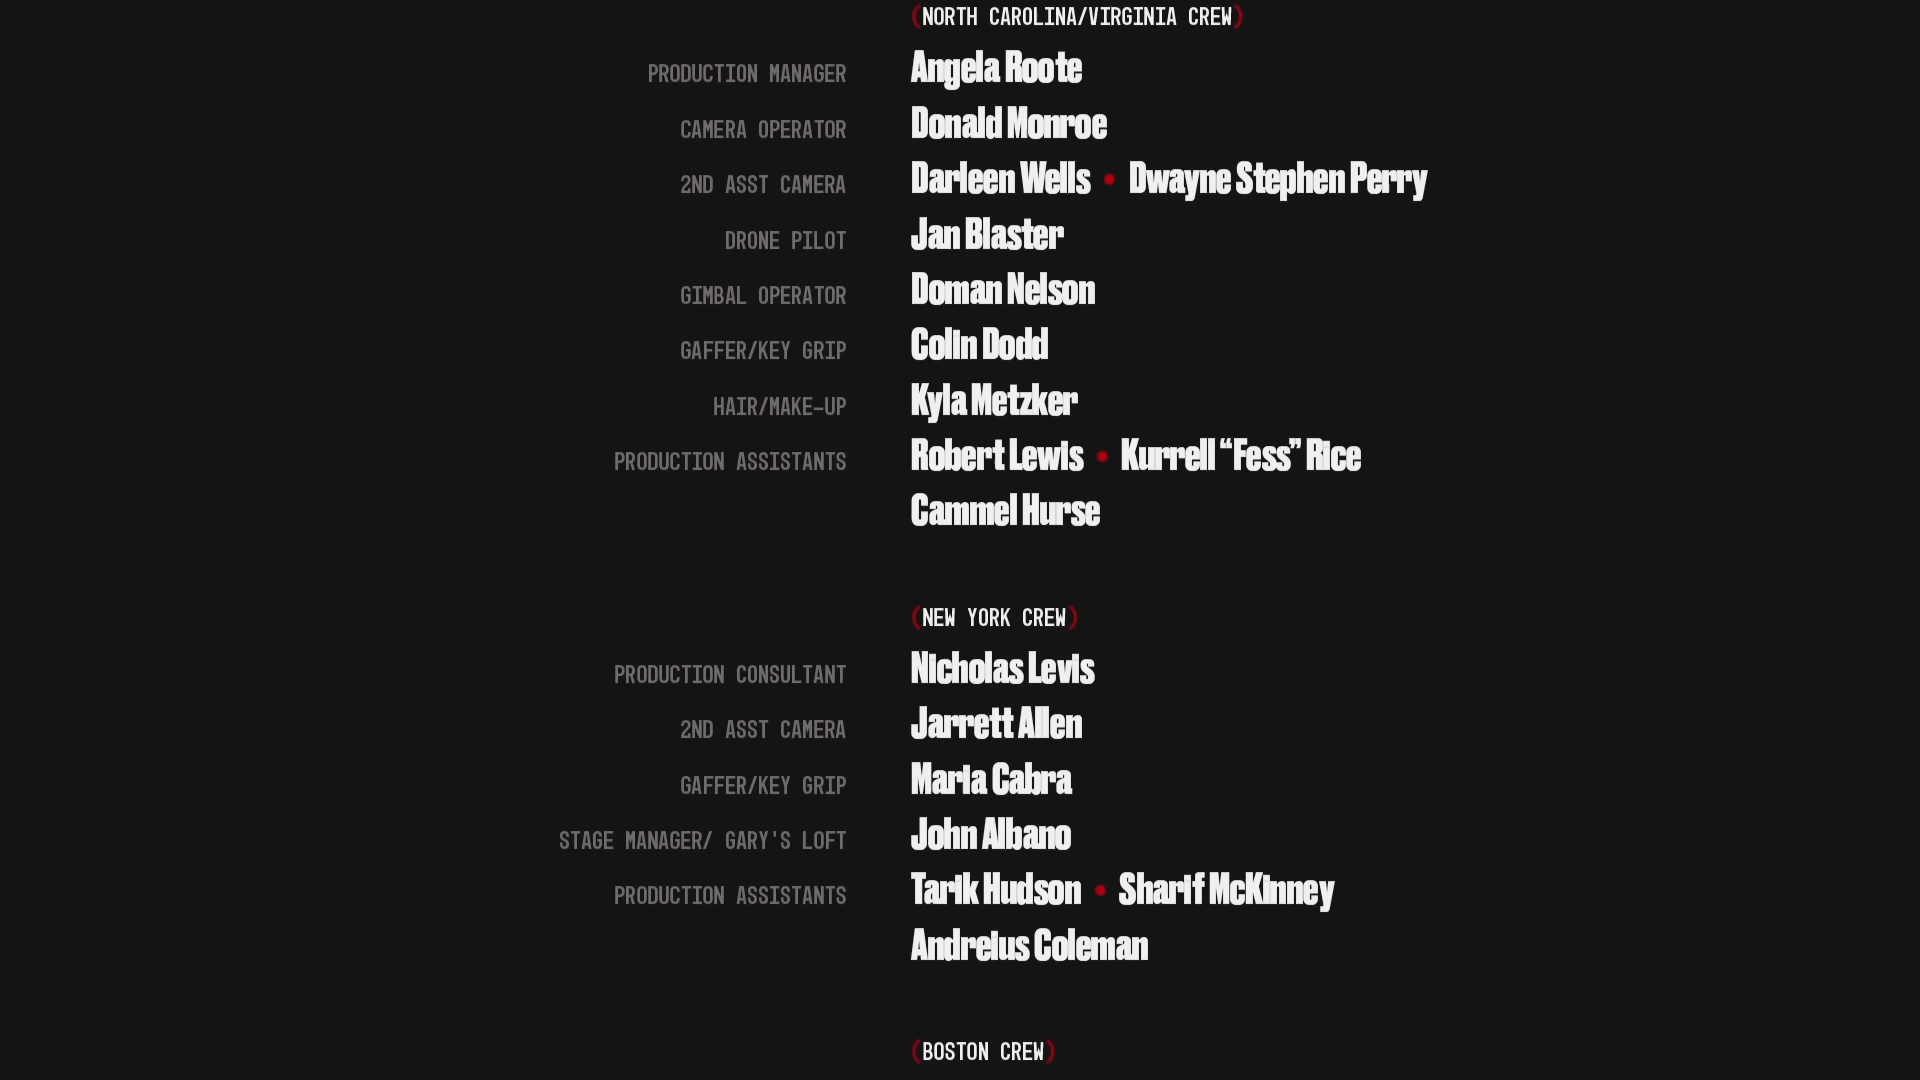 (NORTH CAROLINA/VIRGINIA CREW)
PRODUCTION MANAGER Angela Roote
CAMERA OPERATOR Donald Monroe
2ND ASST CAMERA Darleen Wells • Dwayne Stephen Perry
DRONE PILOT Jan Blaster
GIMBAL OPERATOR Doman Nelson
GAFFER/KEY GRIP Colin Dodd
HAIR/MAKE-UP Kyla Metzker
PRODUCTION ASSISTANTS Robert Lewis • Kurrell “Fess” Rice
Cammel Hurse
(NEW YORK CREW)
PRODUCTION CONSULTANT Nicholas Levis
2ND ASST CAMERA Jarrett Allen
GAFFER/KEY GRIP Maria Cabra
STAGE MANAGER/ GARY'S LOFT John Albano
PRODUCTION ASSISTANTS Tarik Hudson • Sharif McKinney
Andreius Coleman
(BOSTON CREW)